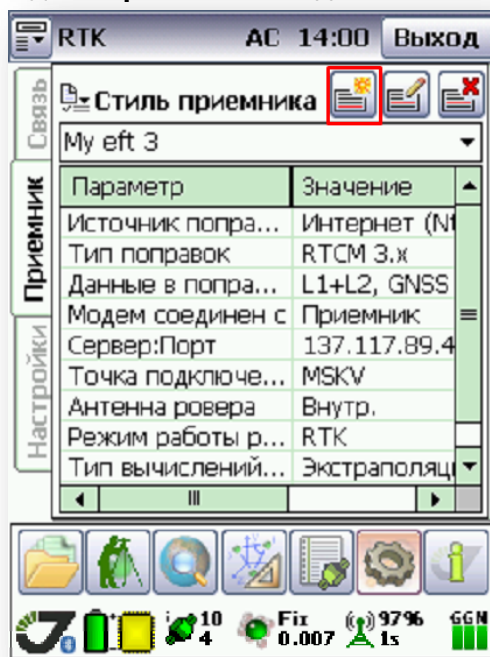 RTK AC 14:00 Выход
Связь
Приемник
Настройки
Стиль приемника
My eft 3
Параметр Значение
Источник попра... Интернет (Nt
Тип поправок RTCM 3.x
Данные в попра... L1+L2, GNSS
Модем соединен с Приемник
Сервер:Порт 137.117.89.4
Точка подключе... MSKV
Антенна ровера Внутр.
Режим работы р... RTK
Тип вычислений... Экстраполяц
6 10 4 Fix 0.007 97% 1s GGN